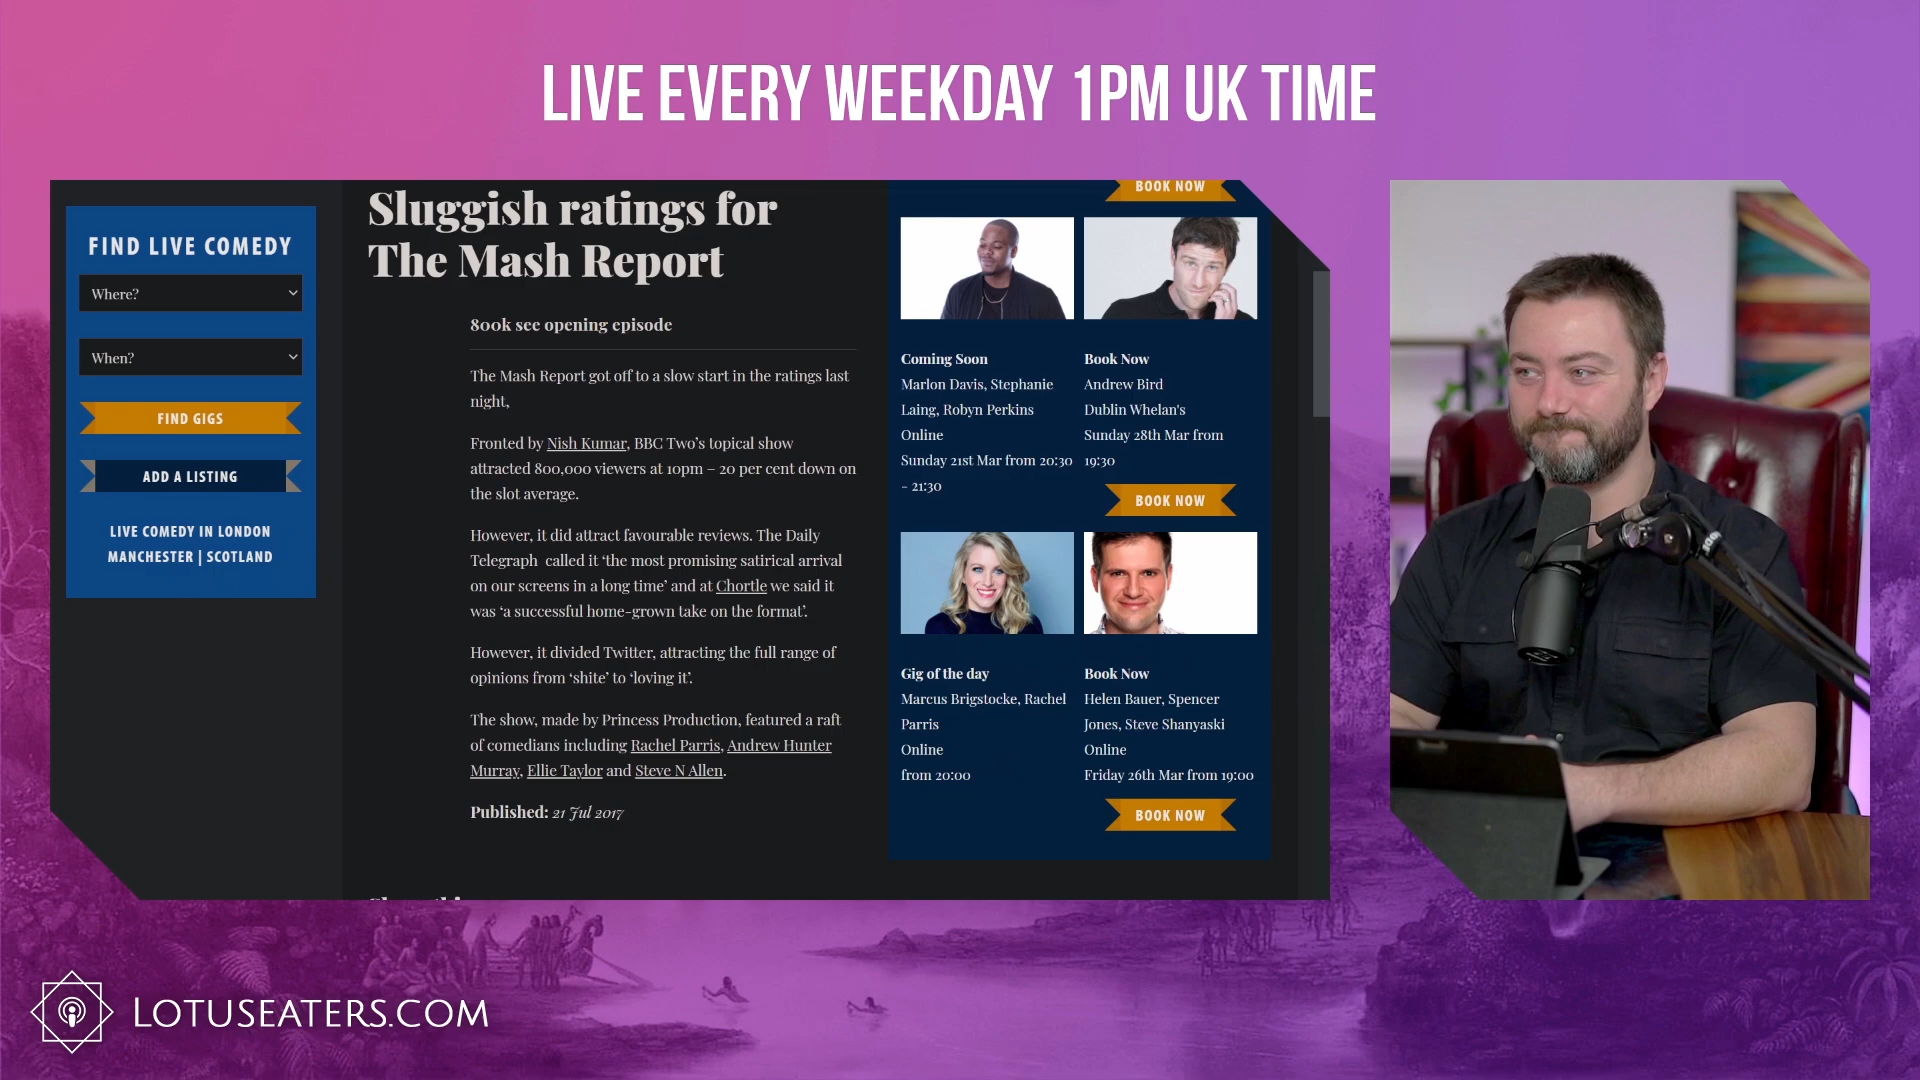 LIVE EVERY WEEKDAY 1PM UK TIME
FIND LIVE COMEDY
Where?
When?
FIND GIGS
ADD A LISTING
LIVE COMEDY IN LONDON
MANCHESTER | SCOTLAND
Sluggish ratings for
The Mash Report
800k see opening episode
The Mash Report got off to a slow start in the ratings last
night,
Fronted by Nish Kumar, BBC Two's topical show
attracted 800,000 viewers at 10pm – 20 per cent down on
the slot average.
However, it did attract favourable reviews. The Daily
Telegraph called it ‘the most promising satirical arrival
on our screens in a long time’ and at Chortle we said it
was ‘a successful home-grown take on the format’.
However, it divided Twitter, attracting the full range of
opinions from ‘shite’ to ‘loving it’.
The show, made by Princess Production, featured a raft
of comedians including Rachel Parris, Andrew Hunter
Murray, Ellie Taylor and Steve N Allen.
Published: 21 Jul 2017
BOOK NOW
Coming Soon
Marlon Davis, Stephanie
Laing, Robyn Perkins
Online
Sunday 21st Mar from 20:30
- 21:30
Book Now
Andrew Bird
Dublin Whelan's
Sunday 28th Mar from
19:30
BOOK NOW
Gig of the day
Marcus Brigstocke, Rachel
Parris
Online
from 20:00
Book Now
Helen Bauer, Spencer
Jones, Steve Shanyaski
Online
Friday 26th Mar from 19:00
BOOK NOW
LOTUSEATERS.COM